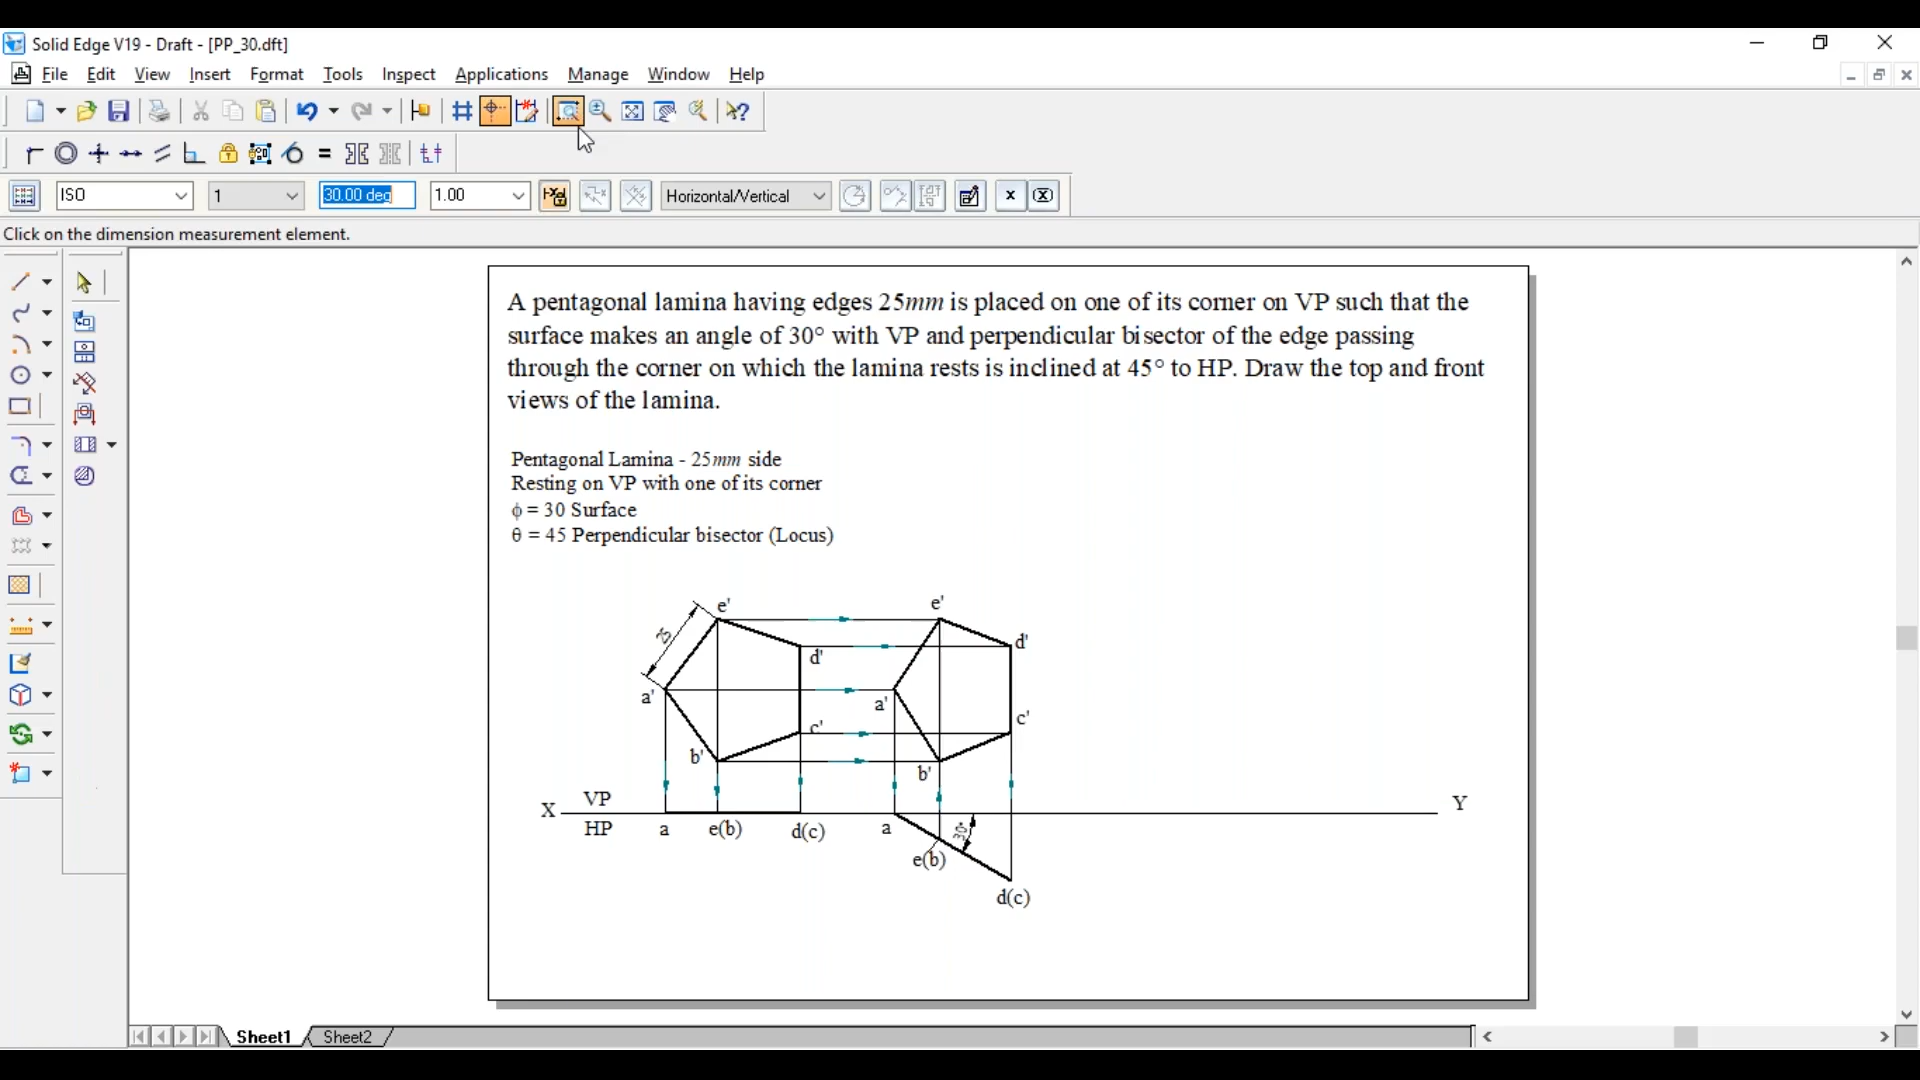 Solid Edge V19 - Draft - [PP_30.dft]
File Edit View Insert Format Tools Inspect Applications Manage Window Help
ISO 1 30.00 deg 1.00 Horizontal/Vertical
Click on the dimension measurement element.
A pentagonal lamina having edges 25mm is placed on one of its corner on VP such that the
surface makes an angle of 30° with VP and perpendicular bisector of the edge passing
through the corner on which the lamina rests is inclined at 45° to HP. Draw the top and front
views of the lamina.
Pentagonal Lamina - 25mm side
Resting on VP with one of its corner
ϕ = 30 Surface
θ = 45 Perpendicular bisector (Locus)
e' e'
25
d' d'
a' a'
c' c'
b' b'
X VP Y
HP a e(b) d(c) a 30°
e(b)
d(c)
Sheet1 Sheet2